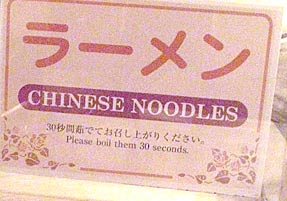 ラーメン
CHINESE NOODLES
30秒間茹でてお召し上がりください。
Please boil them 30 seconds.